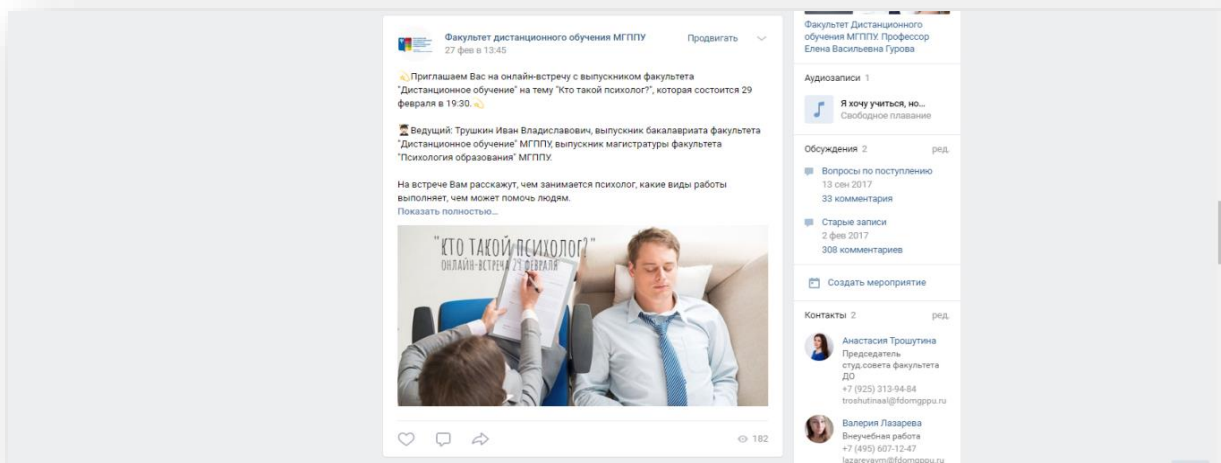 Факультет дистанционного обучения МГППУ
27 фев в 13:45
Продвигать
Приглашаем Вас на онлайн-встречу с выпускником факультета
"Дистанционное обучение" на тему "Кто такой психолог?", которая состоится 29
февраля в 19:30.
Ведущий: Трушкин Иван Владиславович, выпускник бакалавриата факультета
"Дистанционное обучение" МГППУ, выпускник магистратуры факультета
"Психология образования" МГППУ.
На встрече Вам расскажут, чем занимается психолог, какие виды работы
выполняет, чем может помочь людям.
Показать полностью...
"КТО ТАКОЙ ПСИХОЛОГ?"
ОНЛАЙН-ВСТРЕЧА 29 ФЕВРАЛЯ
182
Факультет Дистанционного
обучения МГППУ. Профессор
Елена Васильевна Гурова
Аудиозаписи 1
Я хочу учиться, но...
Свободное плавание
Обсуждения 2
ред.
Вопросы по поступлению
13 сен 2017
33 комментария
Старые записи
2 фев 2017
308 комментариев
Создать мероприятие
Контакты 2
ред.
Анастасия Трошутина
Председатель
студ.совета факультета
ДО
+7 (925) 313-94-84
troshutinaal@fdomgppu.ru
Валерия Лазарева
Внеучебная работа
+7 (495) 607-12-47
lazarevavm@fdomgppu.ru